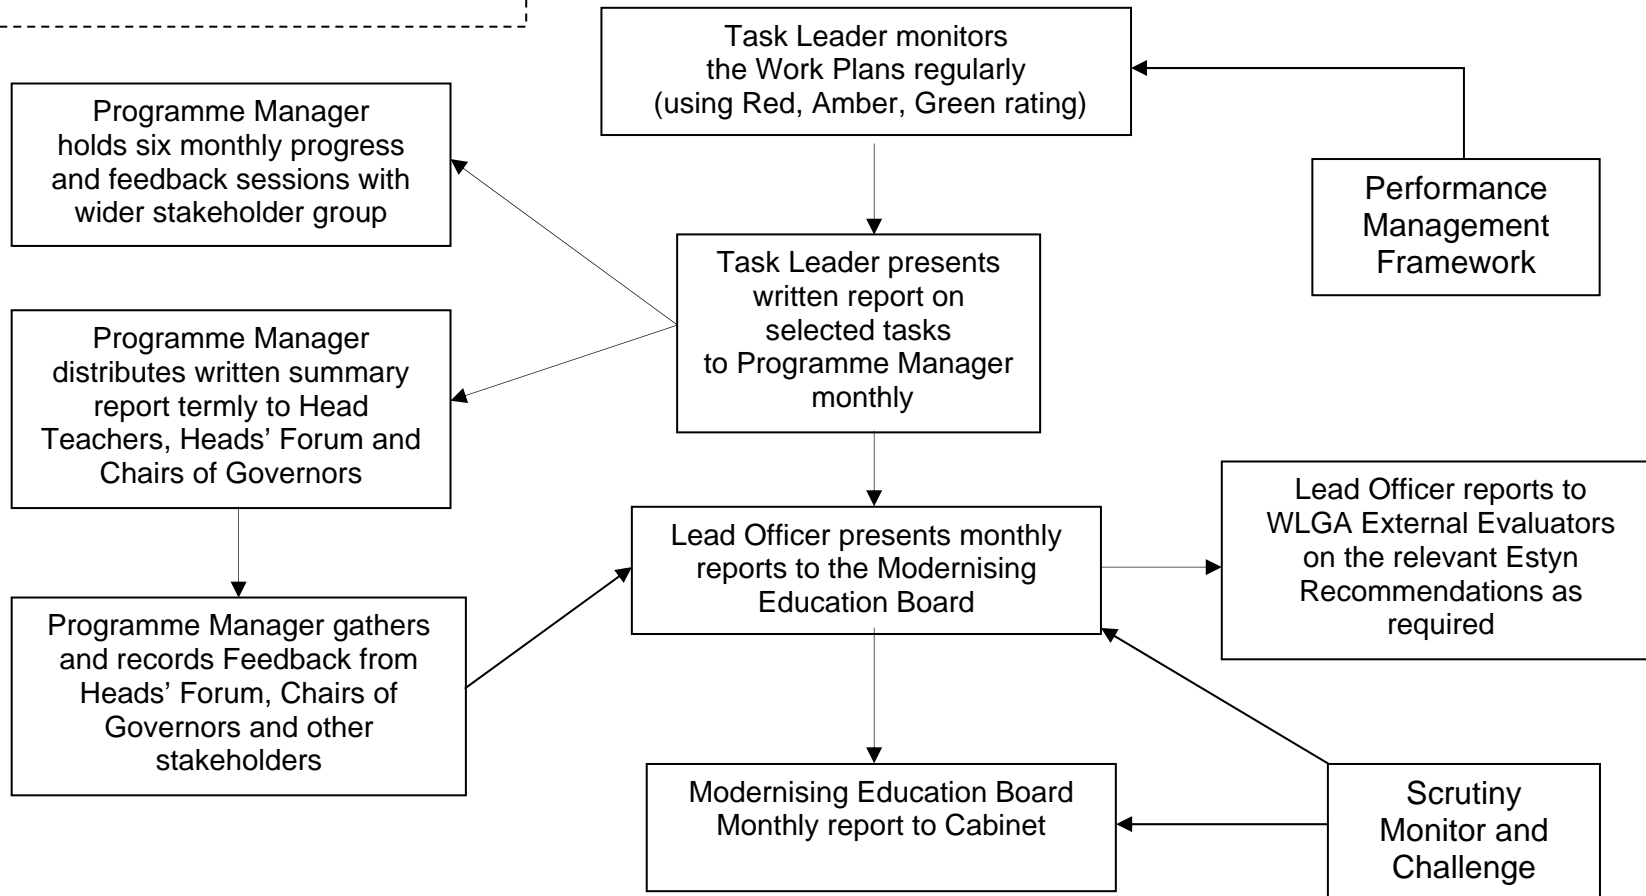 Task Leader monitors
the Work Plans regularly
(using Red, Amber, Green rating)
Programme Manager
holds six monthly progress
and feedback sessions with
wider stakeholder group
Performance
Management
Framework
Task Leader presents
written report on
selected tasks
to Programme Manager
monthly
Programme Manager
distributes written summary
report termly to Head
Teachers, Heads’ Forum and
Chairs of Governors
Lead Officer presents monthly
reports to the Modernising
Education Board
Lead Officer reports to
WLGA External Evaluators
on the relevant Estyn
Recommendations as
required
Programme Manager gathers
and records Feedback from
Heads’ Forum, Chairs of
Governors and other
stakeholders
Modernising Education Board
Monthly report to Cabinet
Scrutiny
Monitor and
Challenge